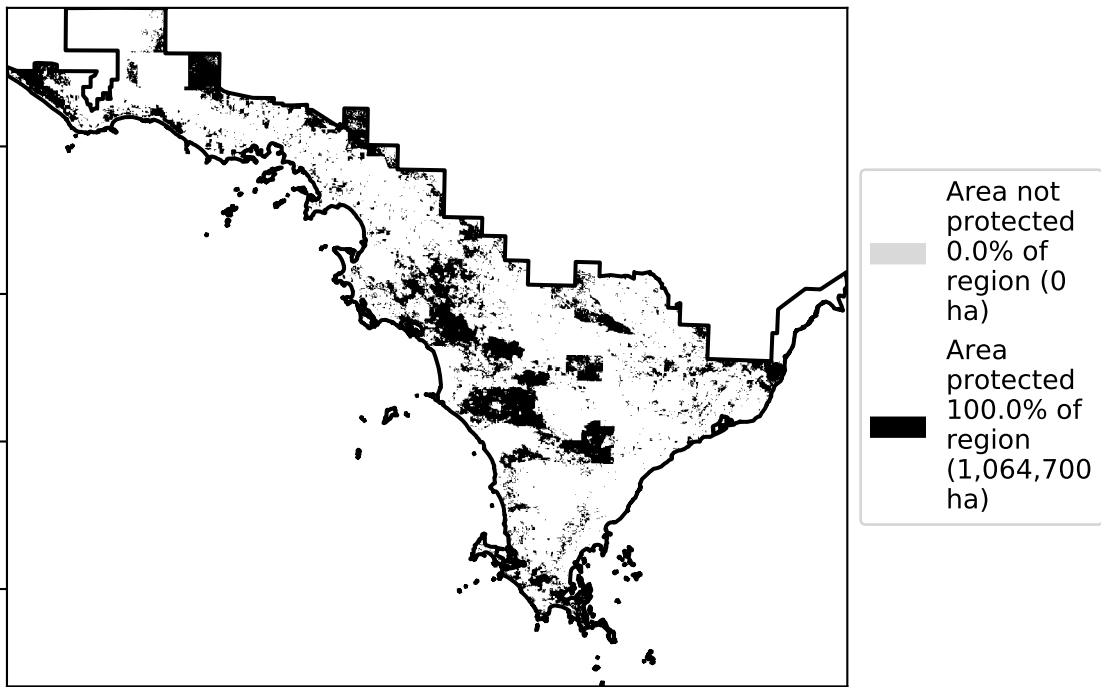 Area not
protected
0.0% of
region (0
ha)
Area
protected
100.0% of
region
(1,064,700
ha)